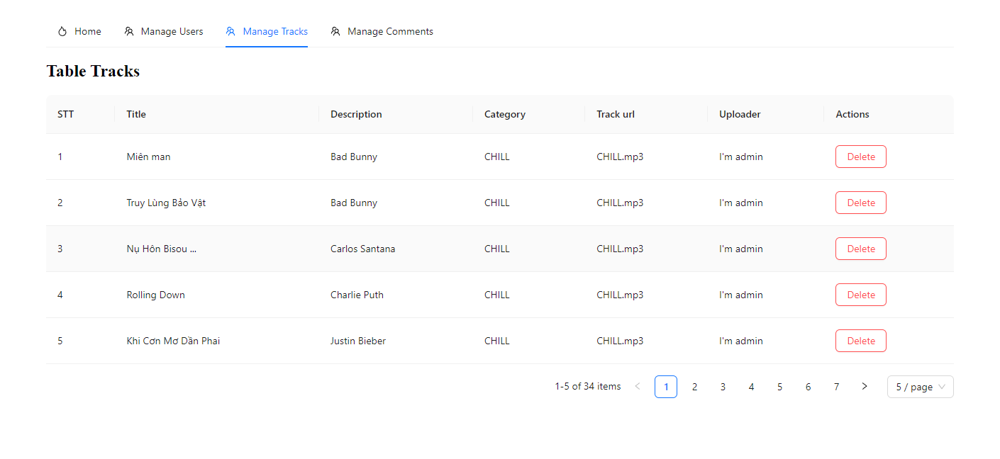 Home Manage Users Manage Tracks Manage Comments
Table Tracks
STT Title Description Category Track url Uploader Actions
1 Miên man Bad Bunny CHILL CHILL.mp3 I'm admin Delete
2 Truy Lùng Bảo Vật Bad Bunny CHILL CHILL.mp3 I'm admin Delete
3 Nụ Hôn Bisou ... Carlos Santana CHILL CHILL.mp3 I'm admin Delete
4 Rolling Down Charlie Puth CHILL CHILL.mp3 I'm admin Delete
5 Khi Cơn Mơ Dần Phai Justin Bieber CHILL CHILL.mp3 I'm admin Delete
1-5 of 34 items < 1 2 3 4 5 6 7 > 5 / page